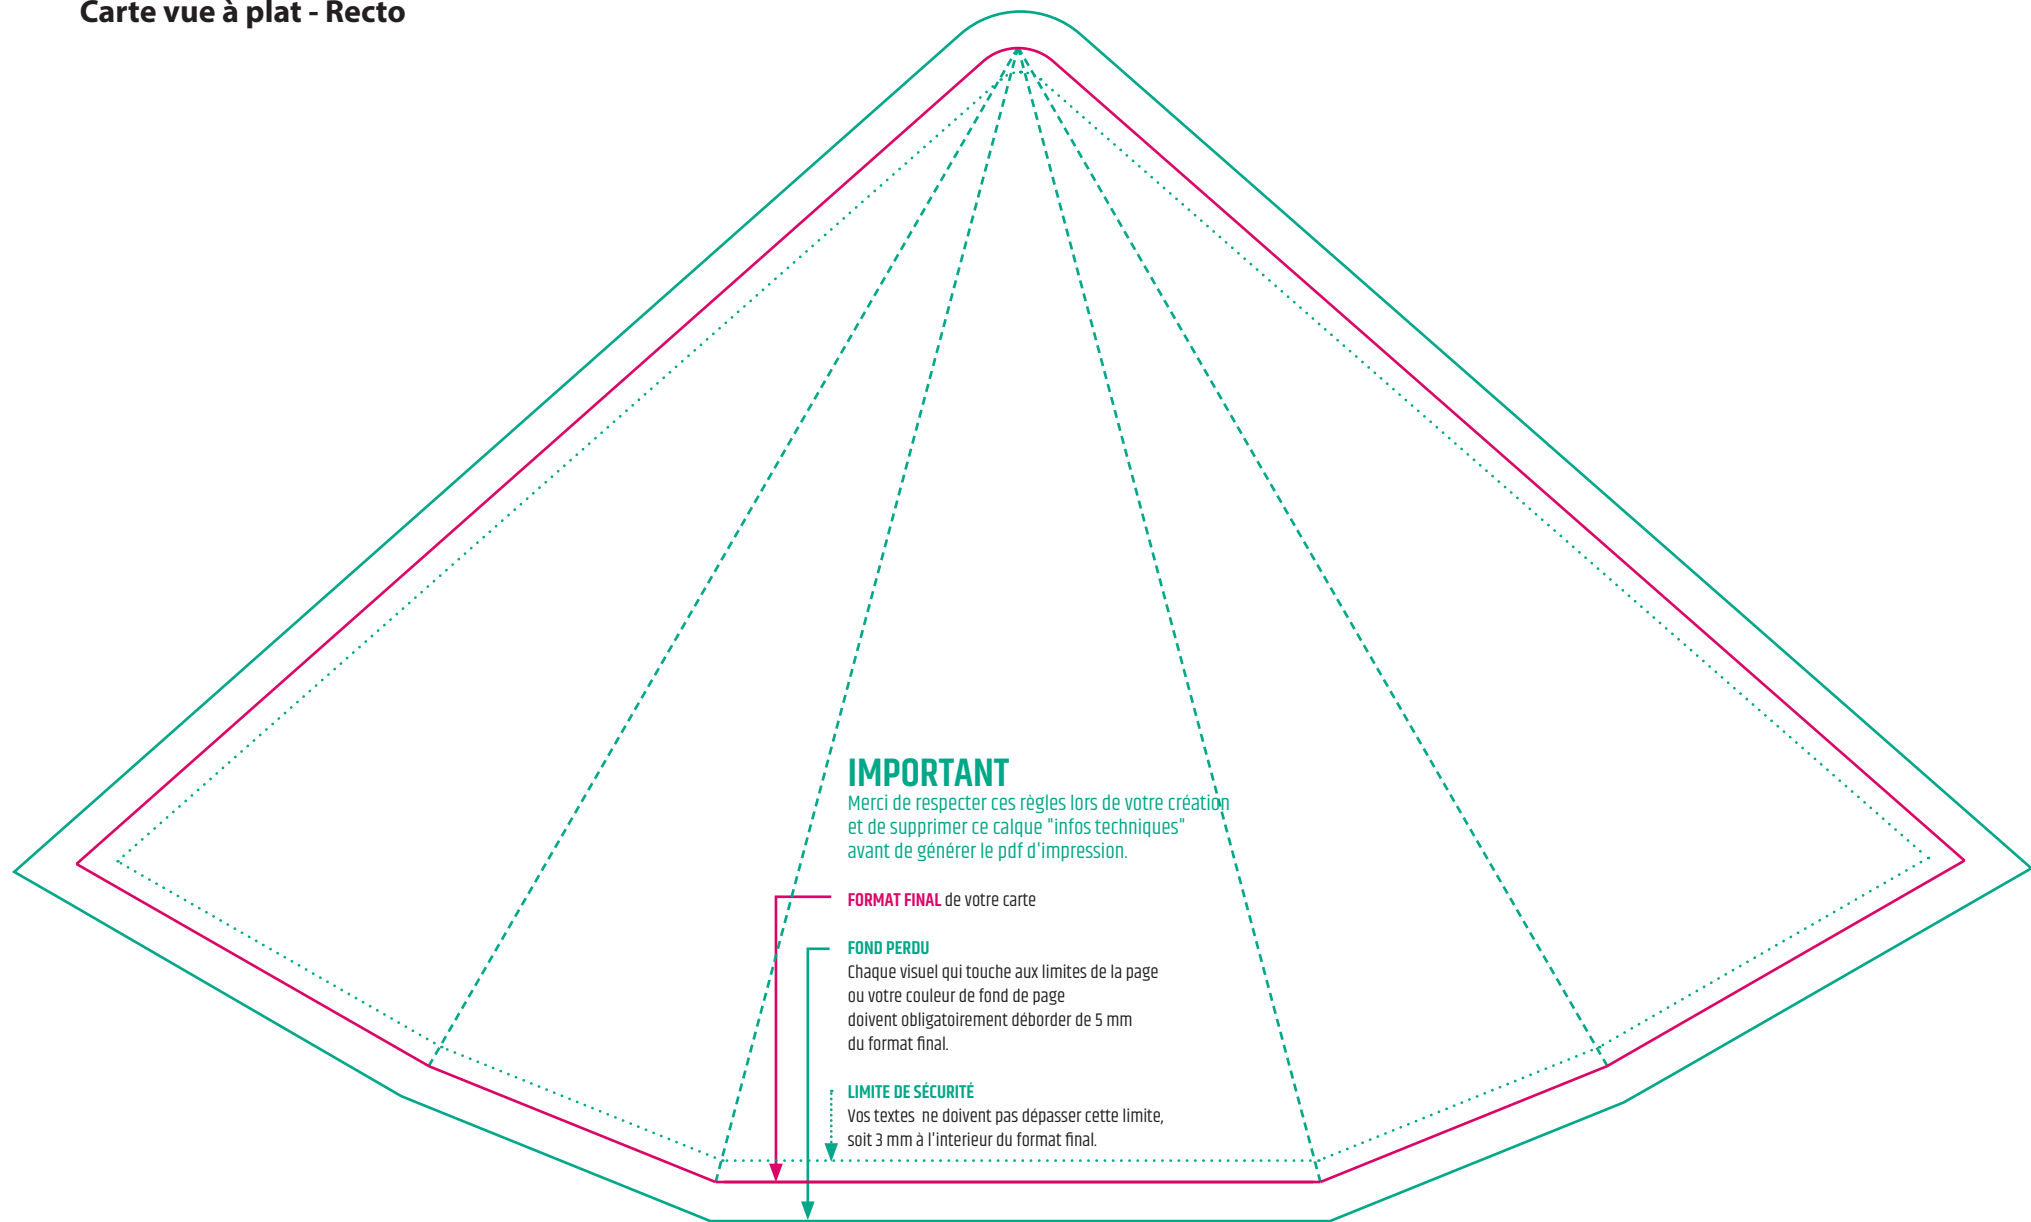 Carte vue à plat - Recto
IMPORTANT
Merci de respecter ces règles lors de votre création
et de supprimer ce calque "infos techniques"
avant de générer le pdf d'impression.
FORMAT FINAL de votre carte
FOND PERDU
Chaque visuel qui touche aux limites de la page
ou votre couleur de fond de page
doivent obligatoirement déborder de 5 mm
du format final.
LIMITE DE SÉCURITÉ
Vos textes  ne doivent pas dépasser cette limite,
soit 3 mm à l'interieur du format final.